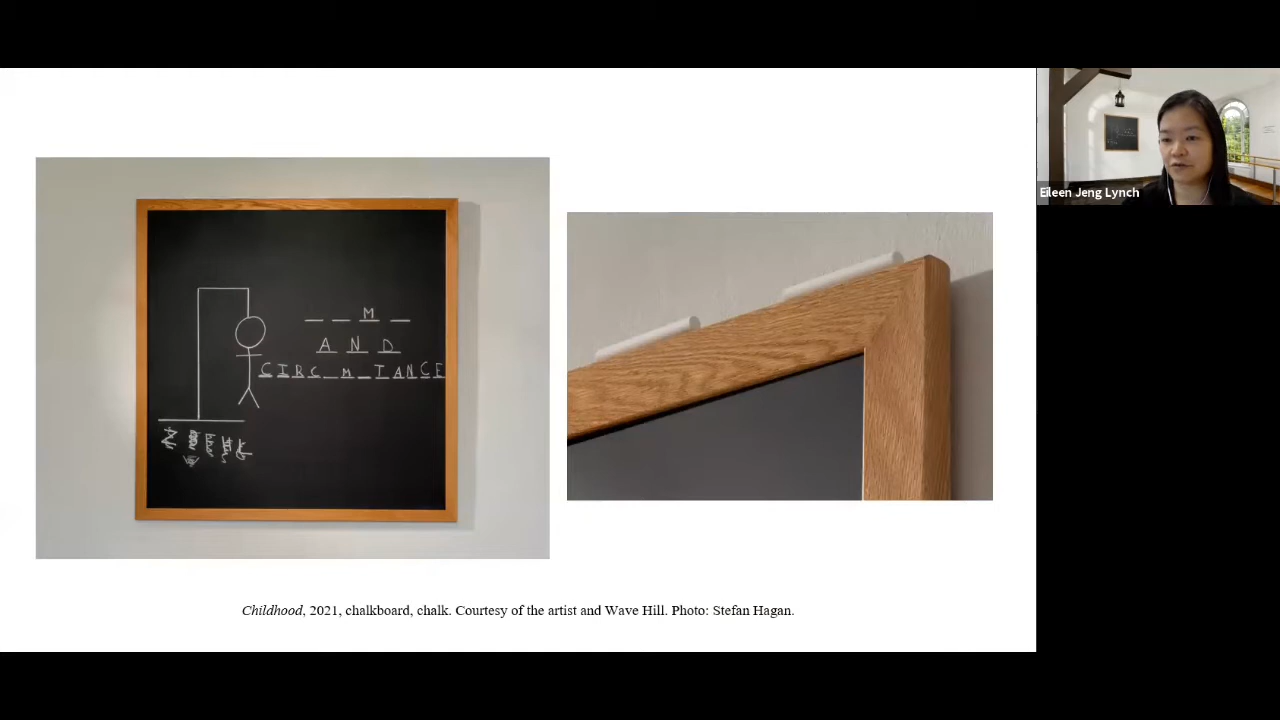 _ _ M _
A N D
C I R C _ M _ T A N C E
Childhood, 2021, chalkboard, chalk. Courtesy of the artist and Wave Hill. Photo: Stefan Hagan.
Eileen Jeng Lynch